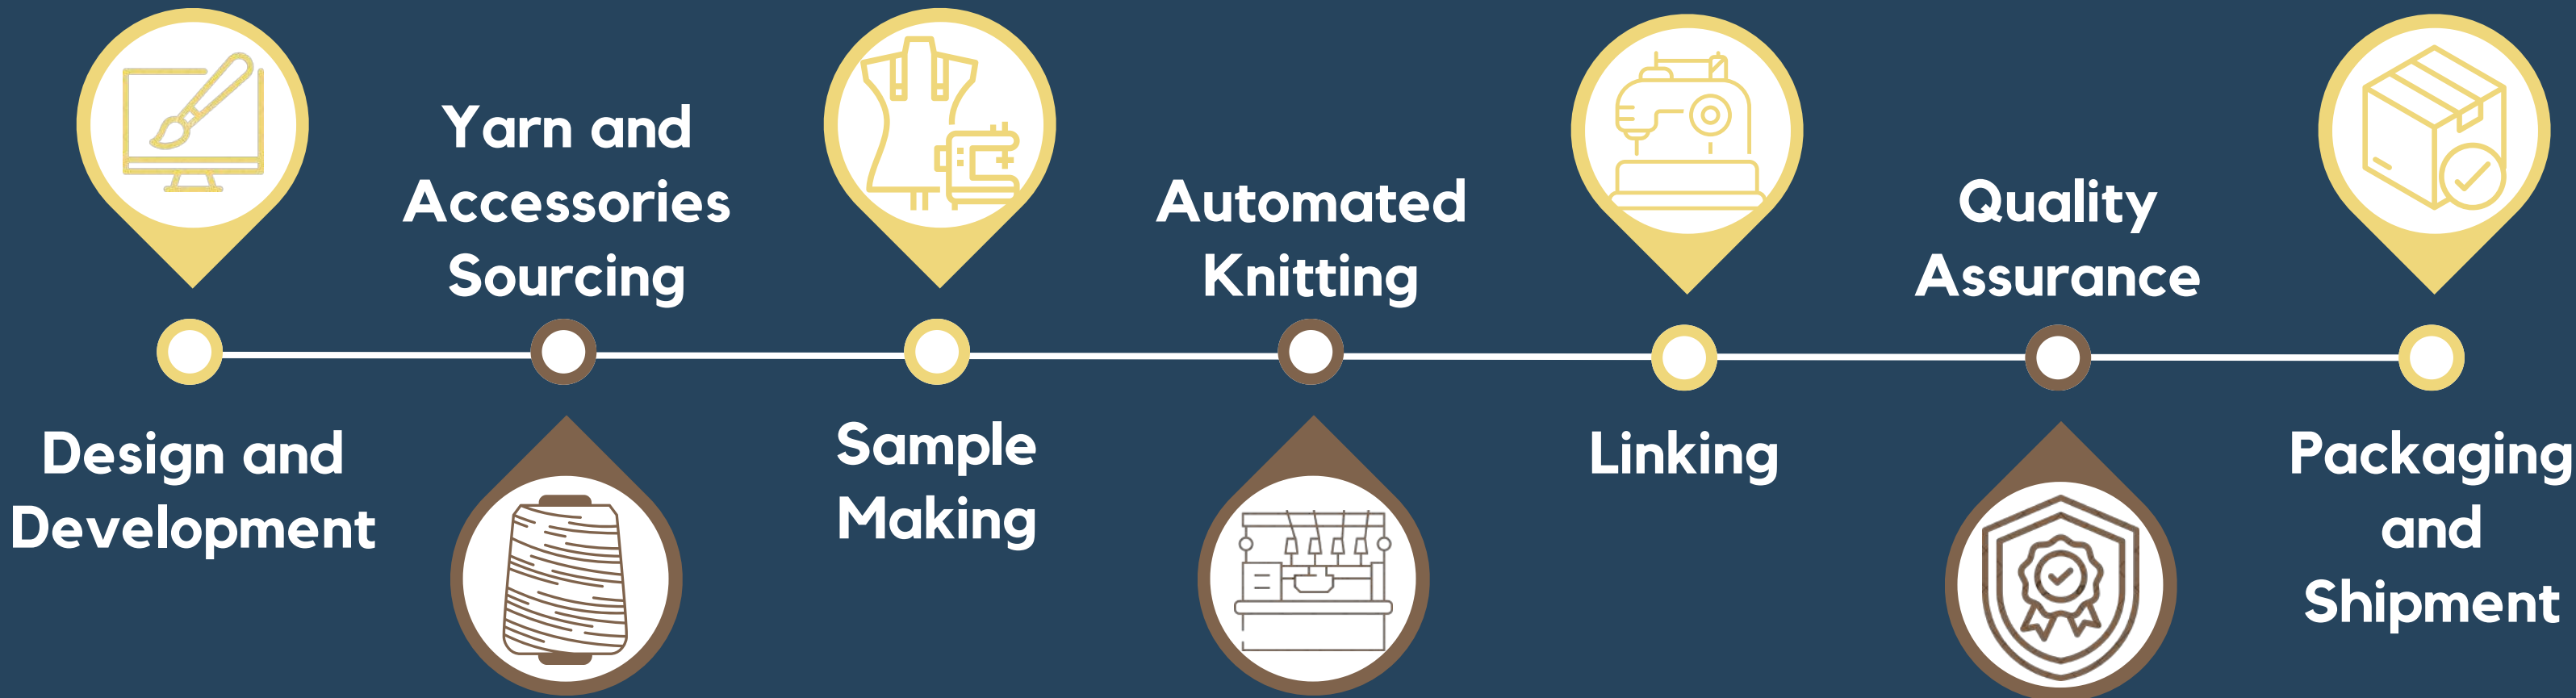 Design and
Development
Yarn and
Accessories
Sourcing
Sample
Making
Automated
Knitting
Linking
Quality
Assurance
Packaging
and
Shipment